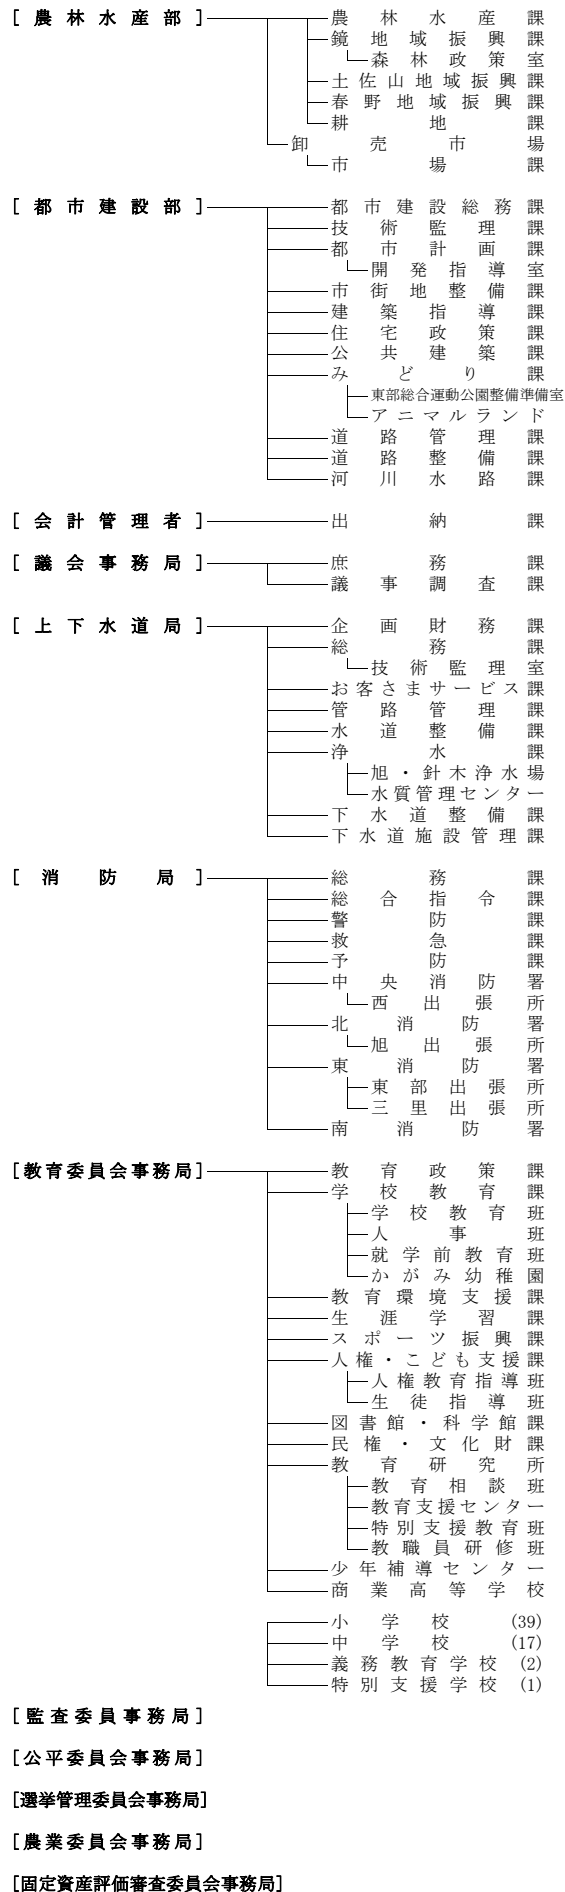 [農林水産部] 農林水産課
鏡地域振興課
森林政策室
土佐山地域振興課
春野地域振興課
耕地課
卸売市場
市場課
[都市建設部] 都市建設総務課
技術監理課
都市計画課
開発指導室
市街地整備課
建築指導課
住宅政策課
公共建築課
みどり課
東部総合運動公園整備準備室
アニマルランド
道路管理課
道路整備課
河川水路課
[会計管理者] 出納課
[議会事務局] 庶務課
議事調査課
[上下水道局] 企画財務課
総務課
技術監理室
お客さまサービス課
管路管理課
水道整備課
浄水課
旭・針木浄水場
水質管理センター
下水道整備課
下水道施設管理課
[消防局] 総務課
総合指令課
警防課
救急課
予防課
中央消防署
西出張所
北消防署
旭出張所
東消防署
東部出張所
三里出張所
南消防署
[教育委員会事務局] 教育政策課
学校教育課
学校教育班
人事班
就学前教育班
かがみ幼稚園
教育環境支援課
生涯学習課
スポーツ振興課
人権・こども支援課
人権教育指導班
生徒指導班
図書館・科学館課
民権・文化財課
教育研究所
教育相談班
教育支援センター
特別支援教育班
教職員研修班
少年補導センター
商業高等学校
小学校 (39)
中学校 (17)
義務教育学校 (2)
特別支援学校 (1)
[監査委員事務局]
[公平委員会事務局]
[選挙管理委員会事務局]
[農業委員会事務局]
[固定資産評価審査委員会事務局]